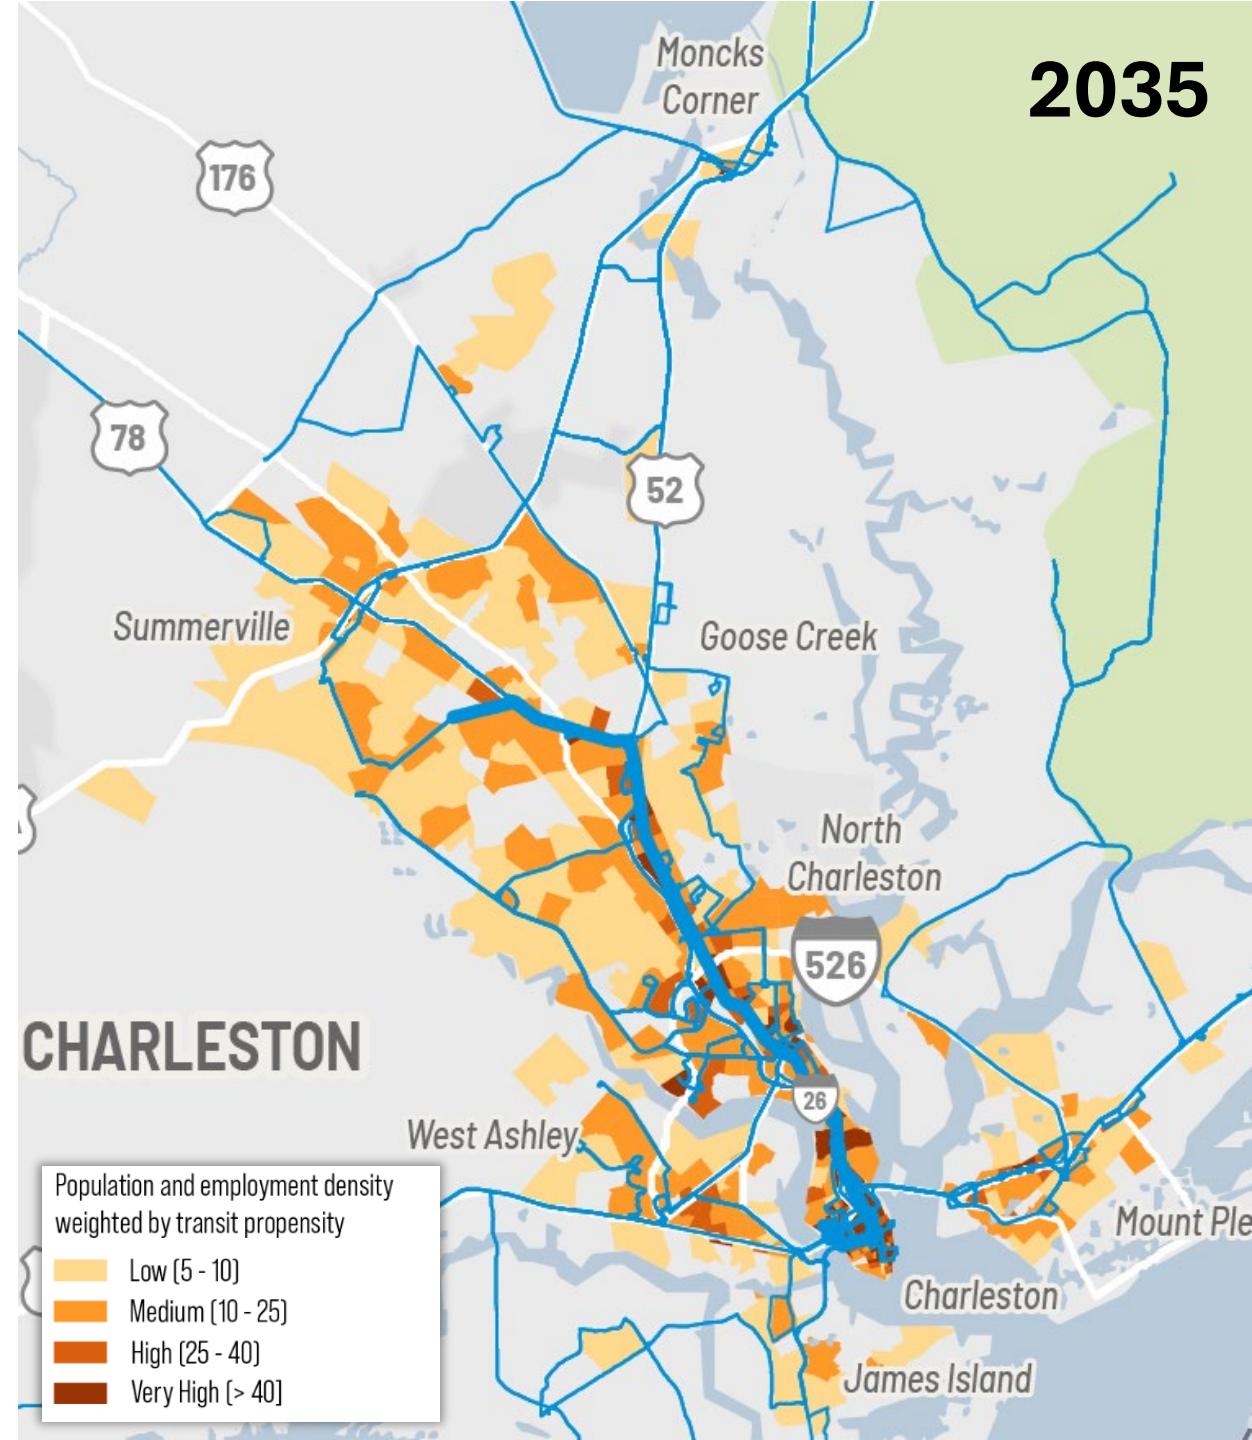 Moncks
Corner
2035
176
78
52
Summerville
Goose Creek
North
Charleston
526
CHARLESTON
26
West Ashley
Population and employment density
weighted by transit propensity
Low (5 - 10)
Medium (10 - 25)
High (25 - 40)
Very High (> 40]
Mount Ple
Charleston
James Island